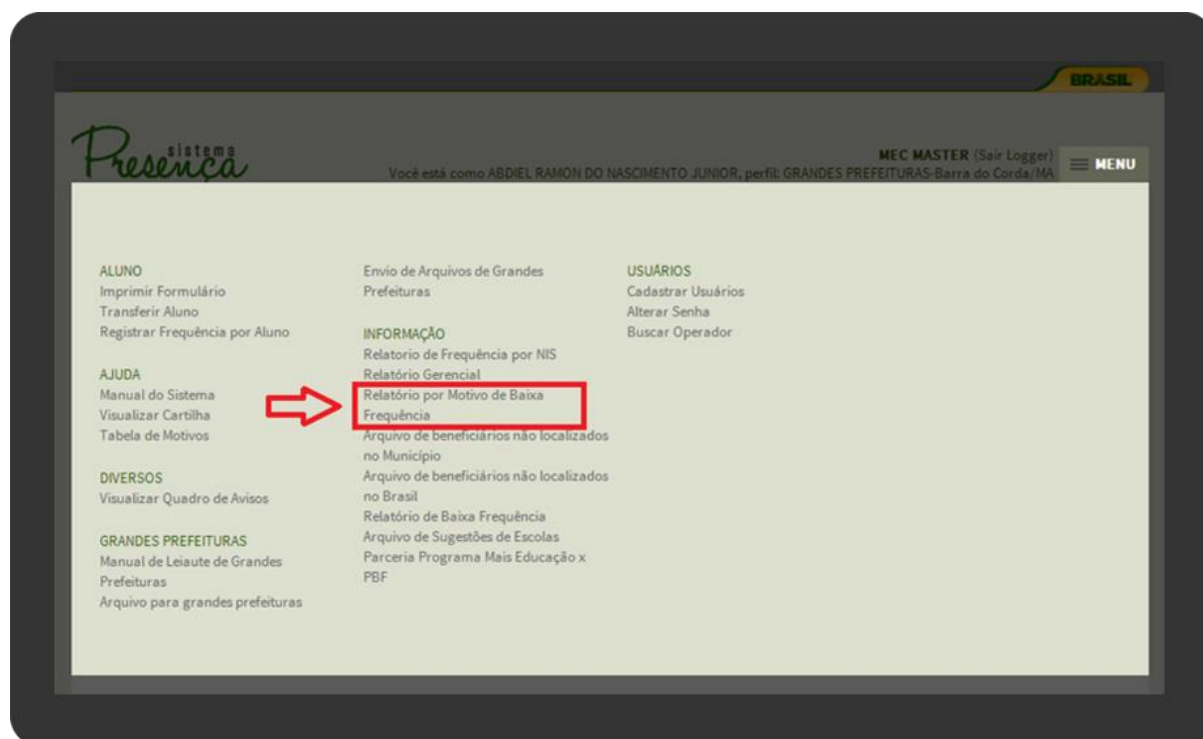 BRASIL
sistema
Presença
MEC MASTER (Sair Logger)
Você está como ABDIEL RAMON DO NASCIMENTO JUNIOR, perfil: GRANDES PREFEITURAS-Barra do Corda/MA
MENU
ALUNO
Imprimir Formulário
Transferir Aluno
Registrar Frequência por Aluno
AJUDA
Manual do Sistema
Visualizar Cartilha
Tabela de Motivos
DIVERSOS
Visualizar Quadro de Avisos
GRANDES PREFEITURAS
Manual de Leiaute de Grandes
Prefeituras
Arquivo para grandes prefeituras
Envio de Arquivos de Grandes
Prefeituras
INFORMAÇÃO
Relatorio de Frequência por NIS
Relatório Gerencial
Relatório por Motivo de Baixa
Frequência
Arquivo de beneficiários não localizados
no Município
Arquivo de beneficiários não localizados
no Brasil
Relatório de Baixa Frequência
Arquivo de Sugestões de Escolas
Parceria Programa Mais Educação x
PBF
USUÁRIOS
Cadastrar Usuários
Alterar Senha
Buscar Operador